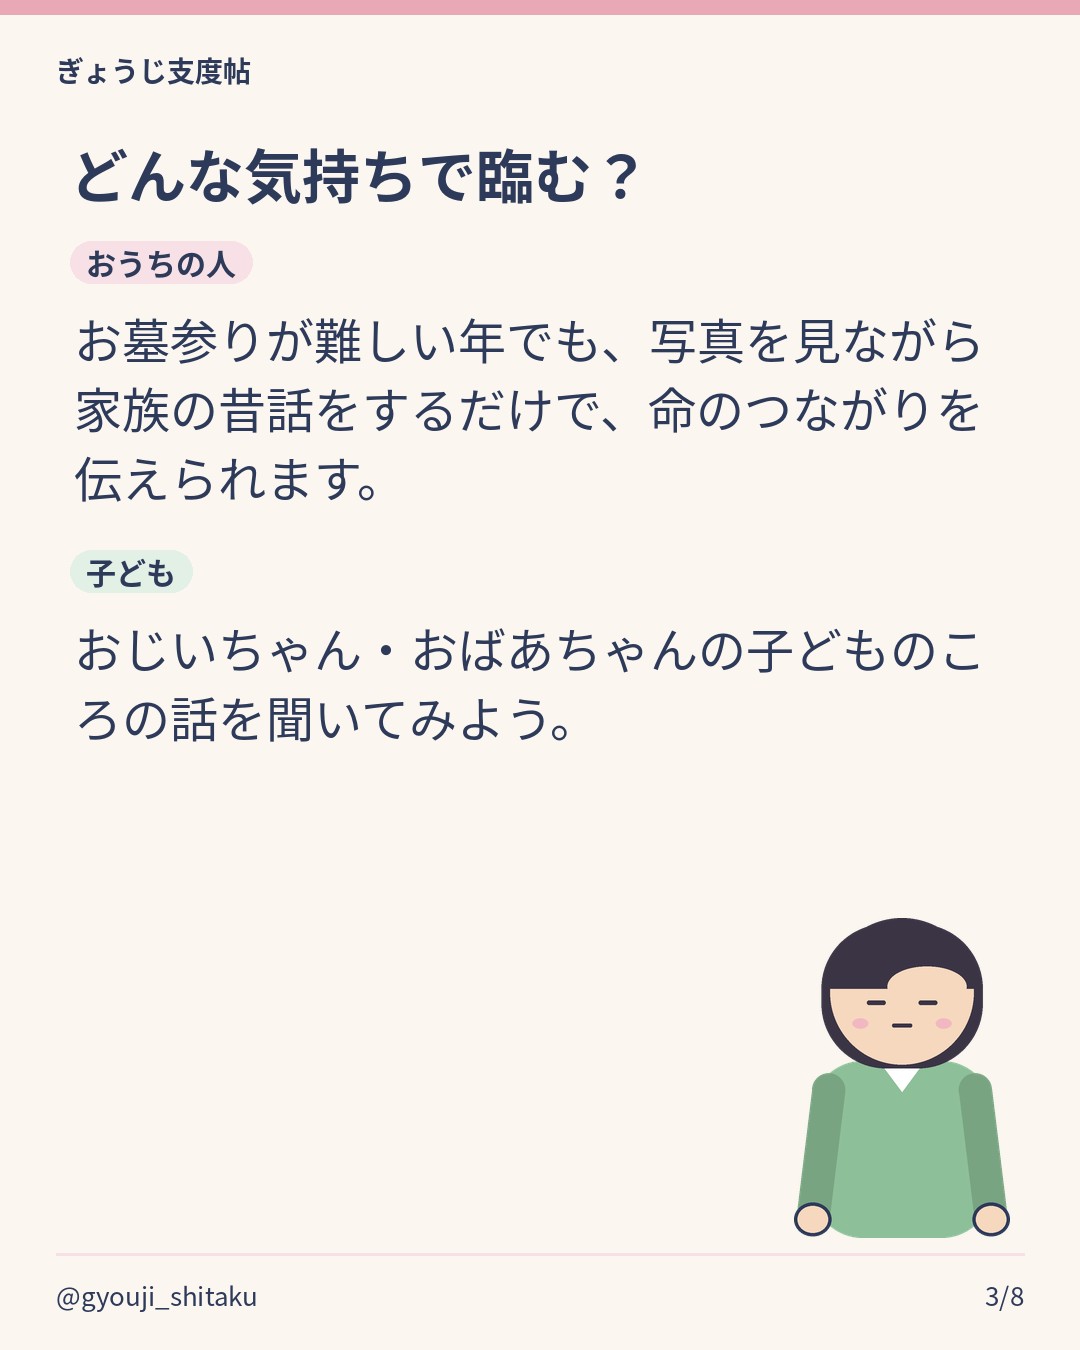 ぎょうじ支度帖
どんな気持ちで臨む？
おうちの人
お墓参りが難しい年でも、写真を見ながら
家族の昔話をするだけで、命のつながりを
伝えられます。
子ども
おじいちゃん・おばあちゃんの子どものこ
ろの話を聞いてみよう。
@gyouji_shitaku
3/8